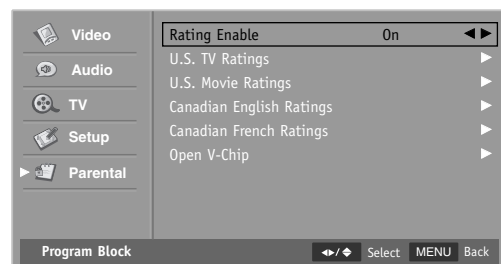 Video
Audio
TV
Setup
Parental
Rating Enable On
U.S. TV Ratings
U.S. Movie Ratings
Canadian English Ratings
Canadian French Ratings
Open V-Chip
Program Block
Select MENU Back